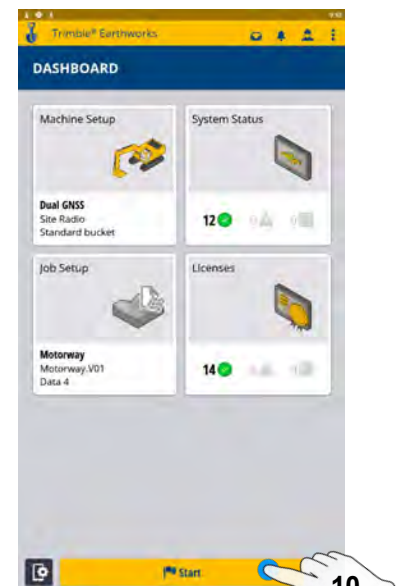 Trimble® Earthworks
DASHBOARD
Machine Setup
System Status
Dual GNSS
Site Radio
Standard bucket
12
Job Setup
Licenses
Motorway
Motorway.V01
Data 4
14
Start
10